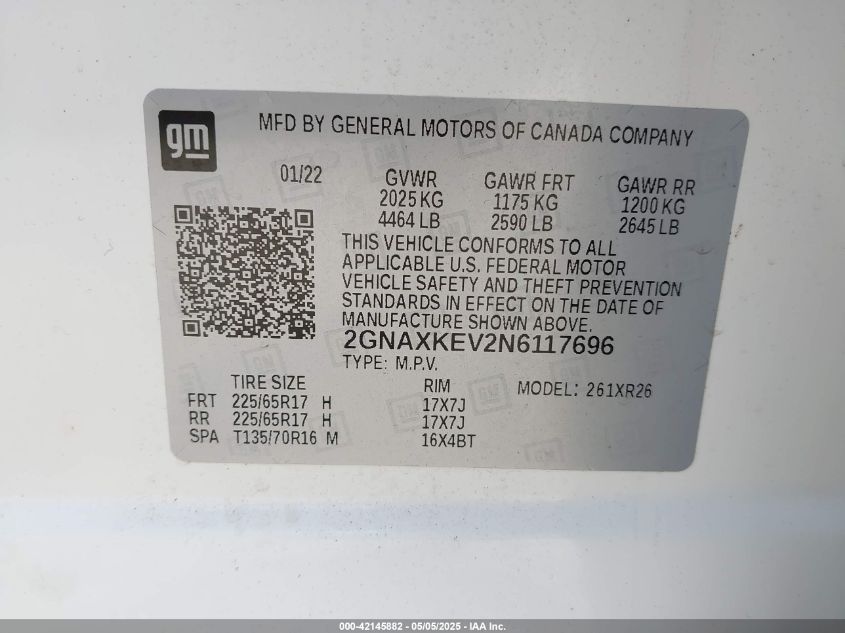 gm
MFD BY GENERAL MOTORS OF CANADA COMPANY
01/22
GVWR GAWR FRT GAWR RR
2025 KG 1175 KG 1200 KG
4464 LB 2590 LB 2645 LB
THIS VEHICLE CONFORMS TO ALL
APPLICABLE U.S. FEDERAL MOTOR
VEHICLE SAFETY AND THEFT PREVENTION
STANDARDS IN EFFECT ON THE DATE OF
MANUFACTURE SHOWN ABOVE.
2GNAXKEV2N6117696
TYPE: M.P.V.
TIRE SIZE RIM MODEL: 261XR26
FRT 225/65R17 H 17X7J
RR 225/65R17 H 17X7J
SPA T135/70R16 M 16X4BT
000-42145882 - 05/05/2025 - IAA Inc.